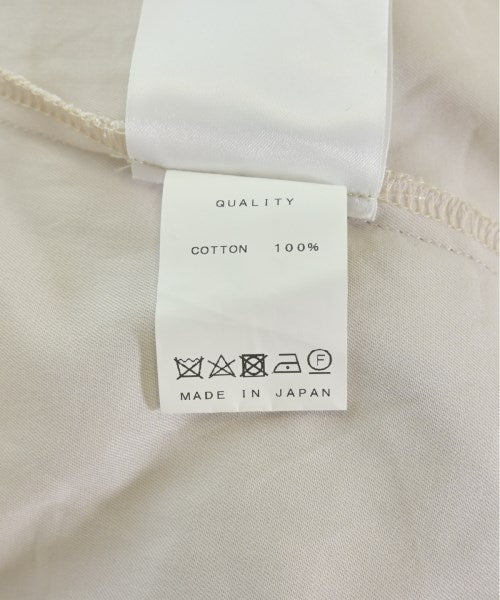 QUALITY
COTTON 100%
F
MADE IN JAPAN